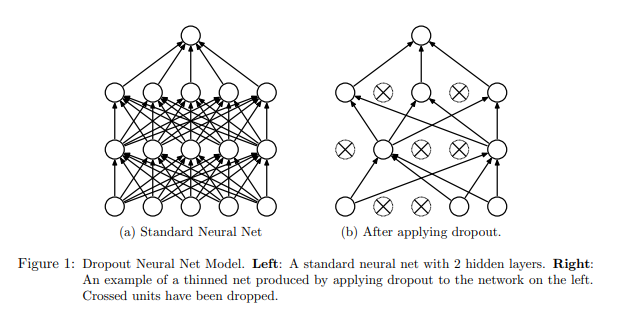 (a) Standard Neural Net
(b) After applying dropout.
Figure 1: Dropout Neural Net Model. Left: A standard neural net with 2 hidden layers. Right:
An example of a thinned net produced by applying dropout to the network on the left.
Crossed units have been dropped.